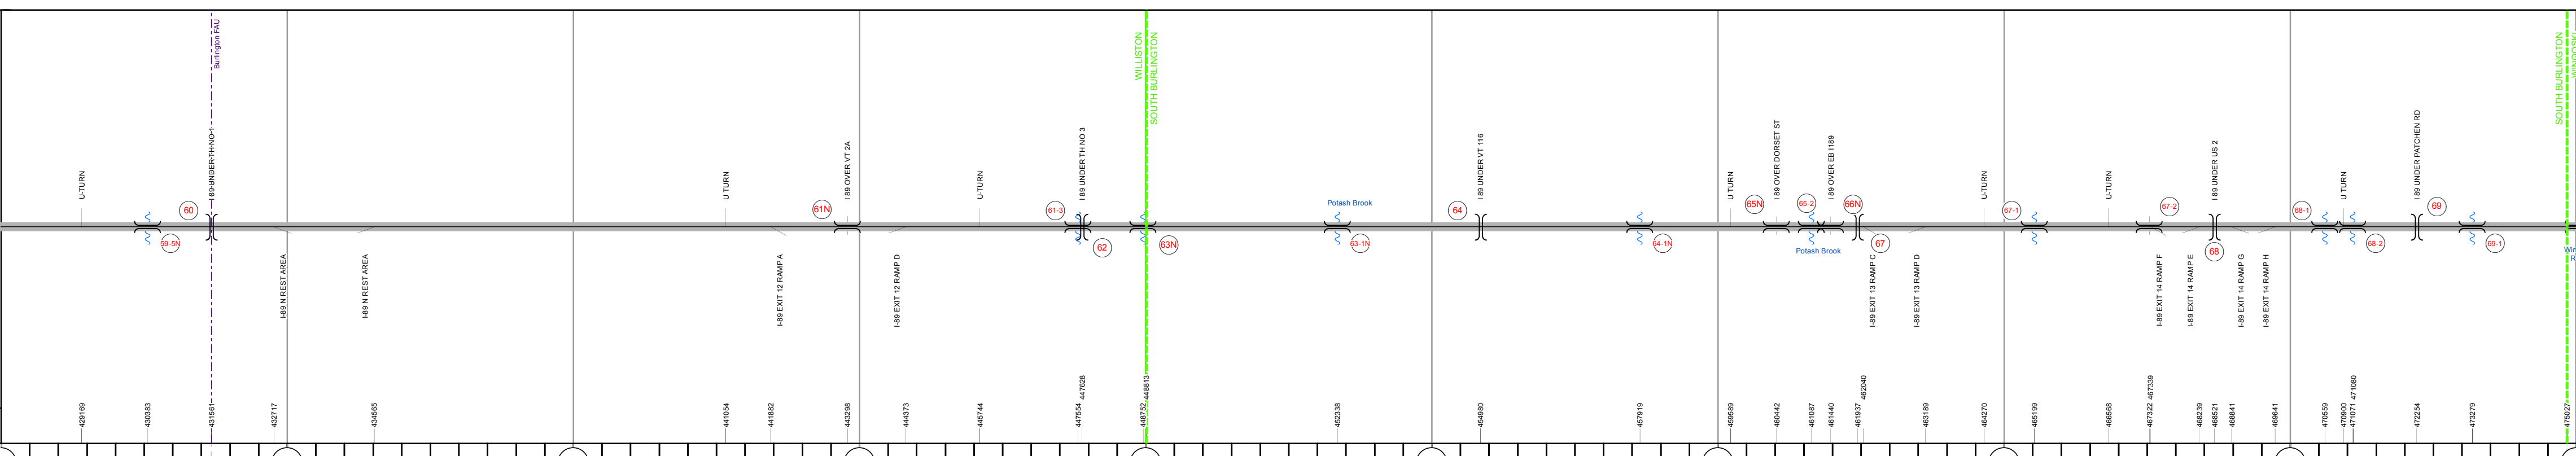 Burlington FAU
WILLISTON
SOUTH BURLINGTON
SOUTH BURLINGTON
U-TURN
I 89 UNDER TH NO 1
U TURN
I 89 OVER VT 2A
U-TURN
I 89 UNDER TH NO 3
Potash Brook
I 89 UNDER VT 116
U TURN
I 89 OVER DORSET ST
I 89 OVER EB I189
U-TURN
U-TURN
I 89 UNDER US 2
U TURN
I 89 UNDER PATCHEN RD
60
61N
61-3
64
65N
65-2
66N
67-1
67-2
68-1
69
59-5N
62
63N
63-1N
64-1N
67
68
68-2
69-1
Potash Brook
I-89 N REST AREA
I-89 N REST AREA
I-89 EXIT 12 RAMP A
I-89 EXIT 12 RAMP D
I-89 EXIT 13 RAMP C
I-89 EXIT 13 RAMP D
I-89 EXIT 14 RAMP F
I-89 EXIT 14 RAMP E
I-89 EXIT 14 RAMP G
I-89 EXIT 14 RAMP H
429169
430383
431561
432717
434565
441054
441882
443298
444373
445744
447554
447628
448752
448813
452338
454980
457919
459589
460442
461087
461440
461937
462040
463189
464270
465199
466568
467322
467339
468239
468521
468841
469641
470559
470900
471071
471080
472254
473279
475027